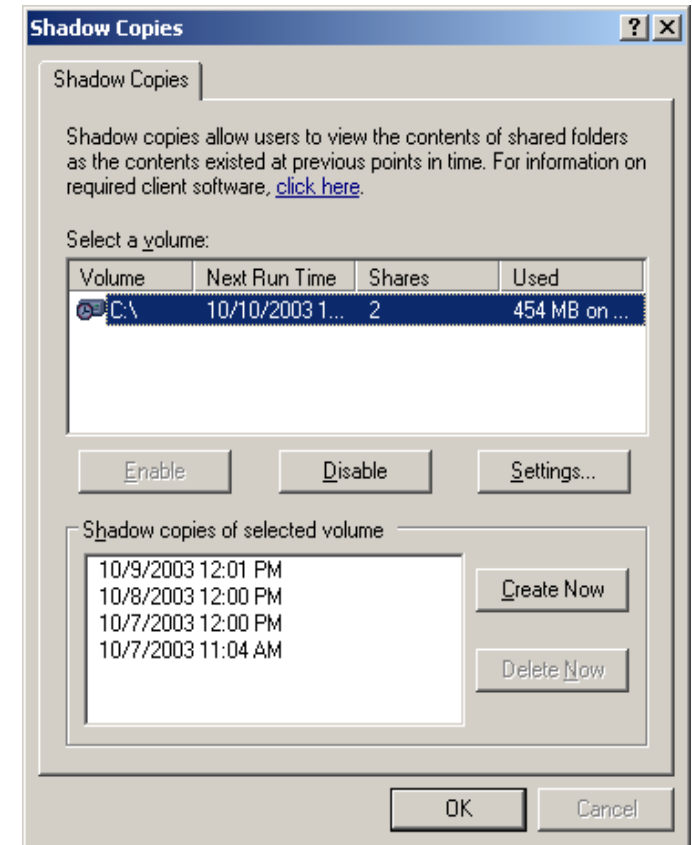 Shadow Copies
Shadow Copies
Shadow copies allow users to view the contents of shared folders
as the contents existed at previous points in time. For information on
required client software, click here.
Select a volume:
Volume Next Run Time Shares Used
C:\ 10/10/2003 1... 2 454 MB on ...
Enable Disable Settings...
Shadow copies of selected volume
10/9/2003 12:01 PM
10/8/2003 12:00 PM
10/7/2003 12:00 PM
10/7/2003 11:04 AM
Create Now
Delete Now
OK Cancel